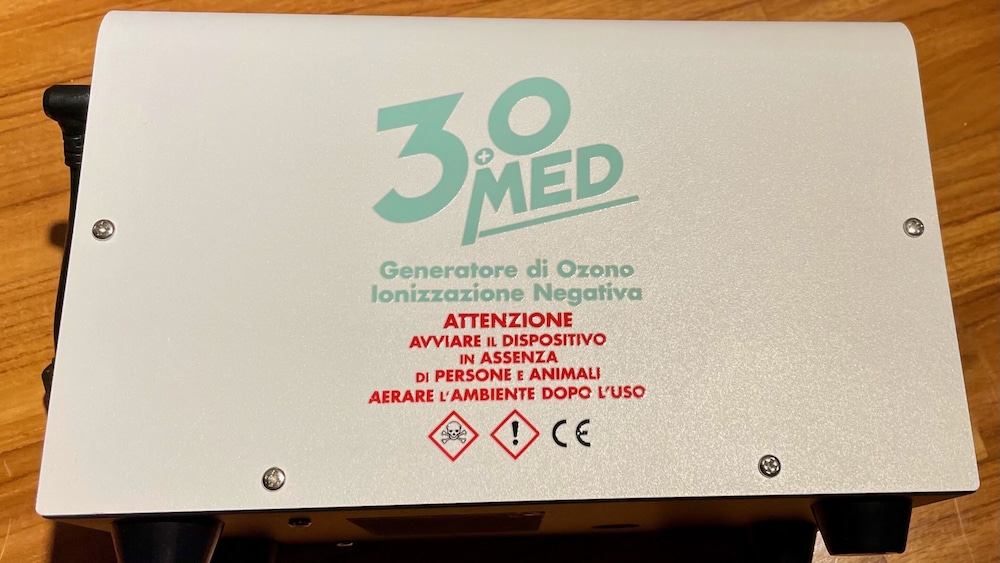 3.O
MED
Generatore di Ozono
Ionizzazione Negativa
ATTENZIONE
AVVIARE IL DISPOSITIVO
IN ASSENZA
DI PERSONE E ANIMALI
AERARE L'AMBIENTE DOPO L'USO
! CE